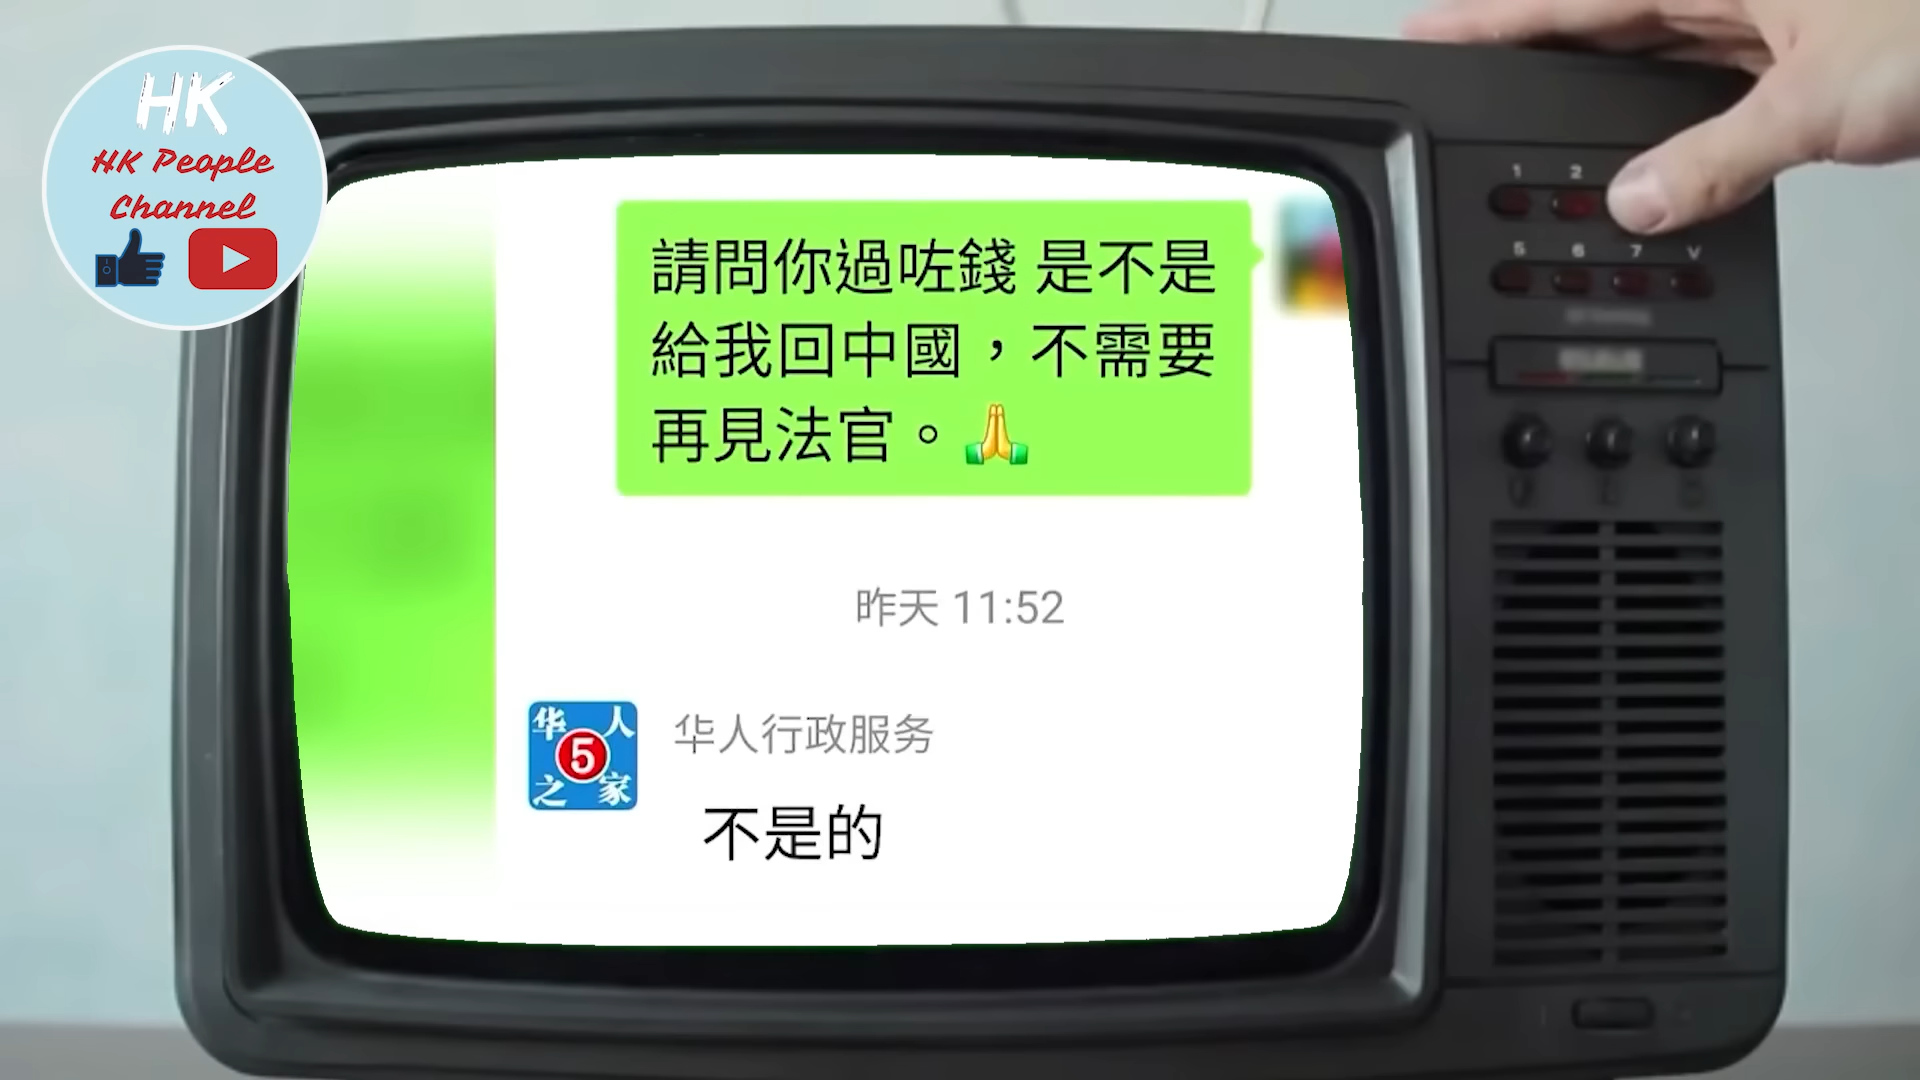 HK
HK People
Channel
請問你過咗錢 是不是
給我回中國，不需要
再見法官。🙏
昨天 11:52
华人
5
之家
华人行政服务
不是的
1 2
5 6 7 V